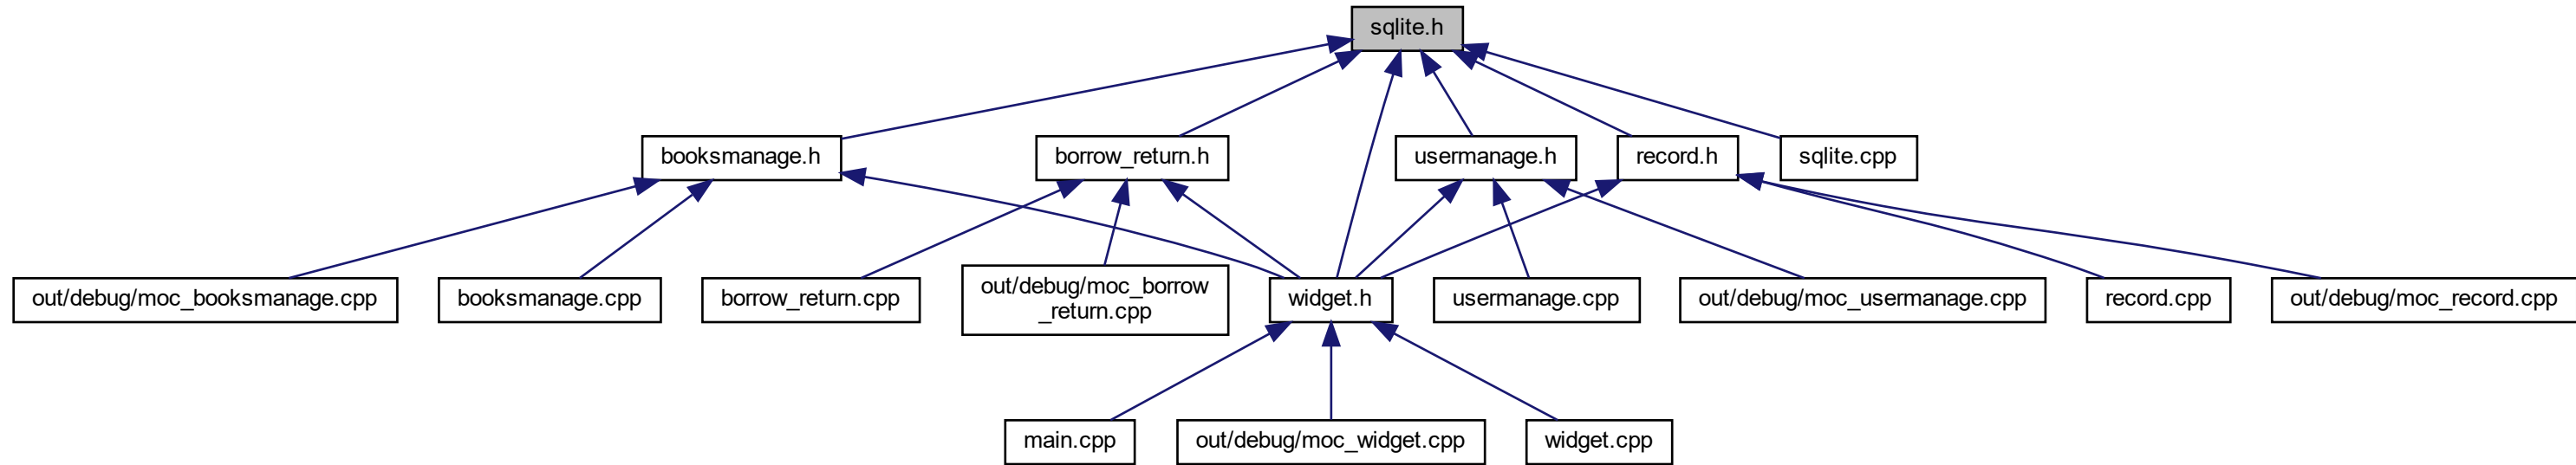 sqlite.h
booksmanage.h
borrow_return.h
usermanage.h
record.h
sqlite.cpp
out/debug/moc_booksmanage.cpp
booksmanage.cpp
borrow_return.cpp
out/debug/moc_borrow
_return.cpp
widget.h
usermanage.cpp
out/debug/moc_usermanage.cpp
record.cpp
out/debug/moc_record.cpp
main.cpp
out/debug/moc_widget.cpp
widget.cpp